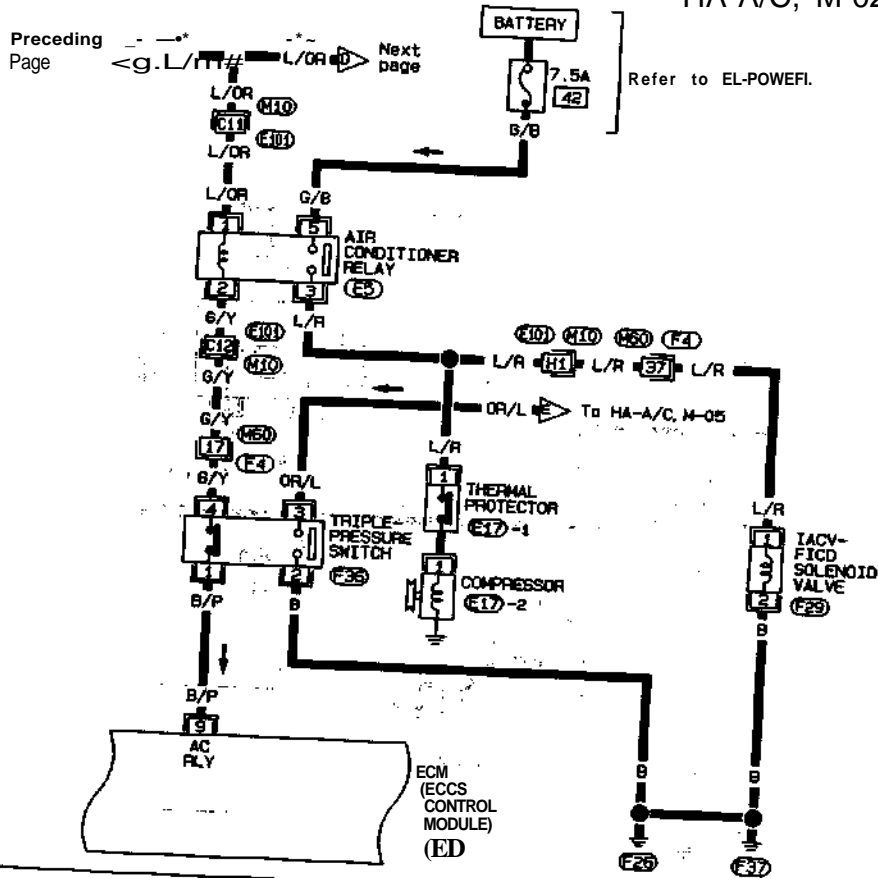 HA-A/C, M-02
BATTERY
Preceding
Page
L/OR
Next
page
7.5A
42
Refer to EL-POWEFI.
L/OR
M10
C11
E101
L/OR
G/B
L/OR
G/B
5
AIR
CONDITIONER
RELAY
E5
2
3
G/Y
L/R
E101
C12
M10
G/Y
E101
M10
M60
F4
L/R
H1
L/R
37
L/R
G/Y
OR/L
E
To HA-A/C, M-05
M60
17
F4
L/R
G/Y
OR/L
1
THERMAL
PROTECTOR
E17-1
4
3
TRIPLE-
PRESSURE
SWITCH
F36
1
2
B/P
B
1
COMPRESSOR
E17-2
L/R
1
IACV-
FICD
SOLENOID
VALVE
2
F29
B
B/P
9
AC
RLY
ECM
(ECCS
CONTROL
MODULE)
(ED
B
B
F26
F37